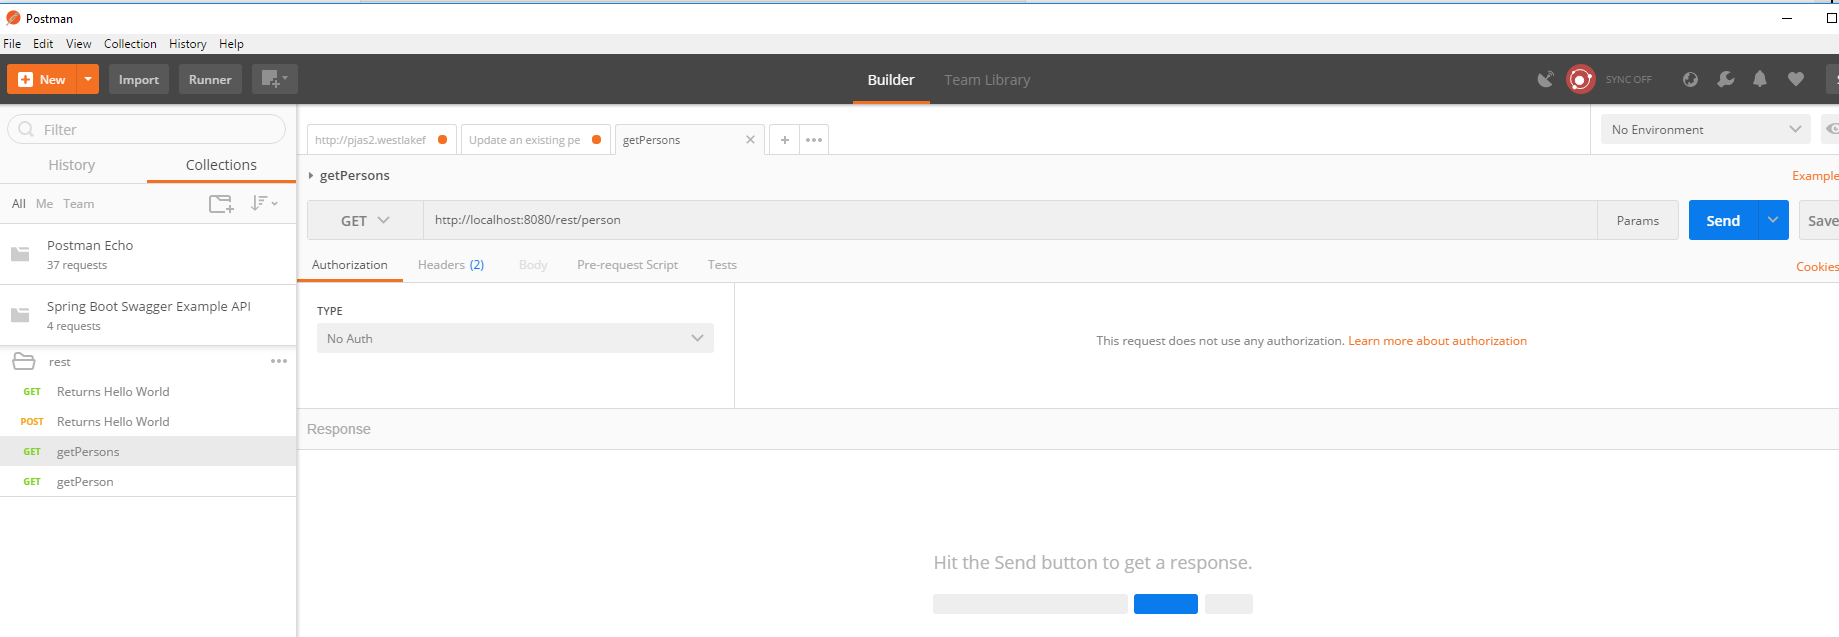 Postman
File Edit View Collection History Help
New Import Runner Builder Team Library SYNC OFF
Filter
History Collections
All Me Team
Postman Echo
37 requests
Spring Boot Swagger Example API
4 requests
rest
GET Returns Hello World
POST Returns Hello World
GET getPersons
GET getPerson
http://pjas2.westlakef Update an existing pe getPersons
No Environment
getPersons
Example
GET http://localhost:8080/rest/person Params Send Save
Authorization Headers (2) Body Pre-request Script Tests
Cookies
TYPE
No Auth
This request does not use any authorization. Learn more about authorization
Response
Hit the Send button to get a response.